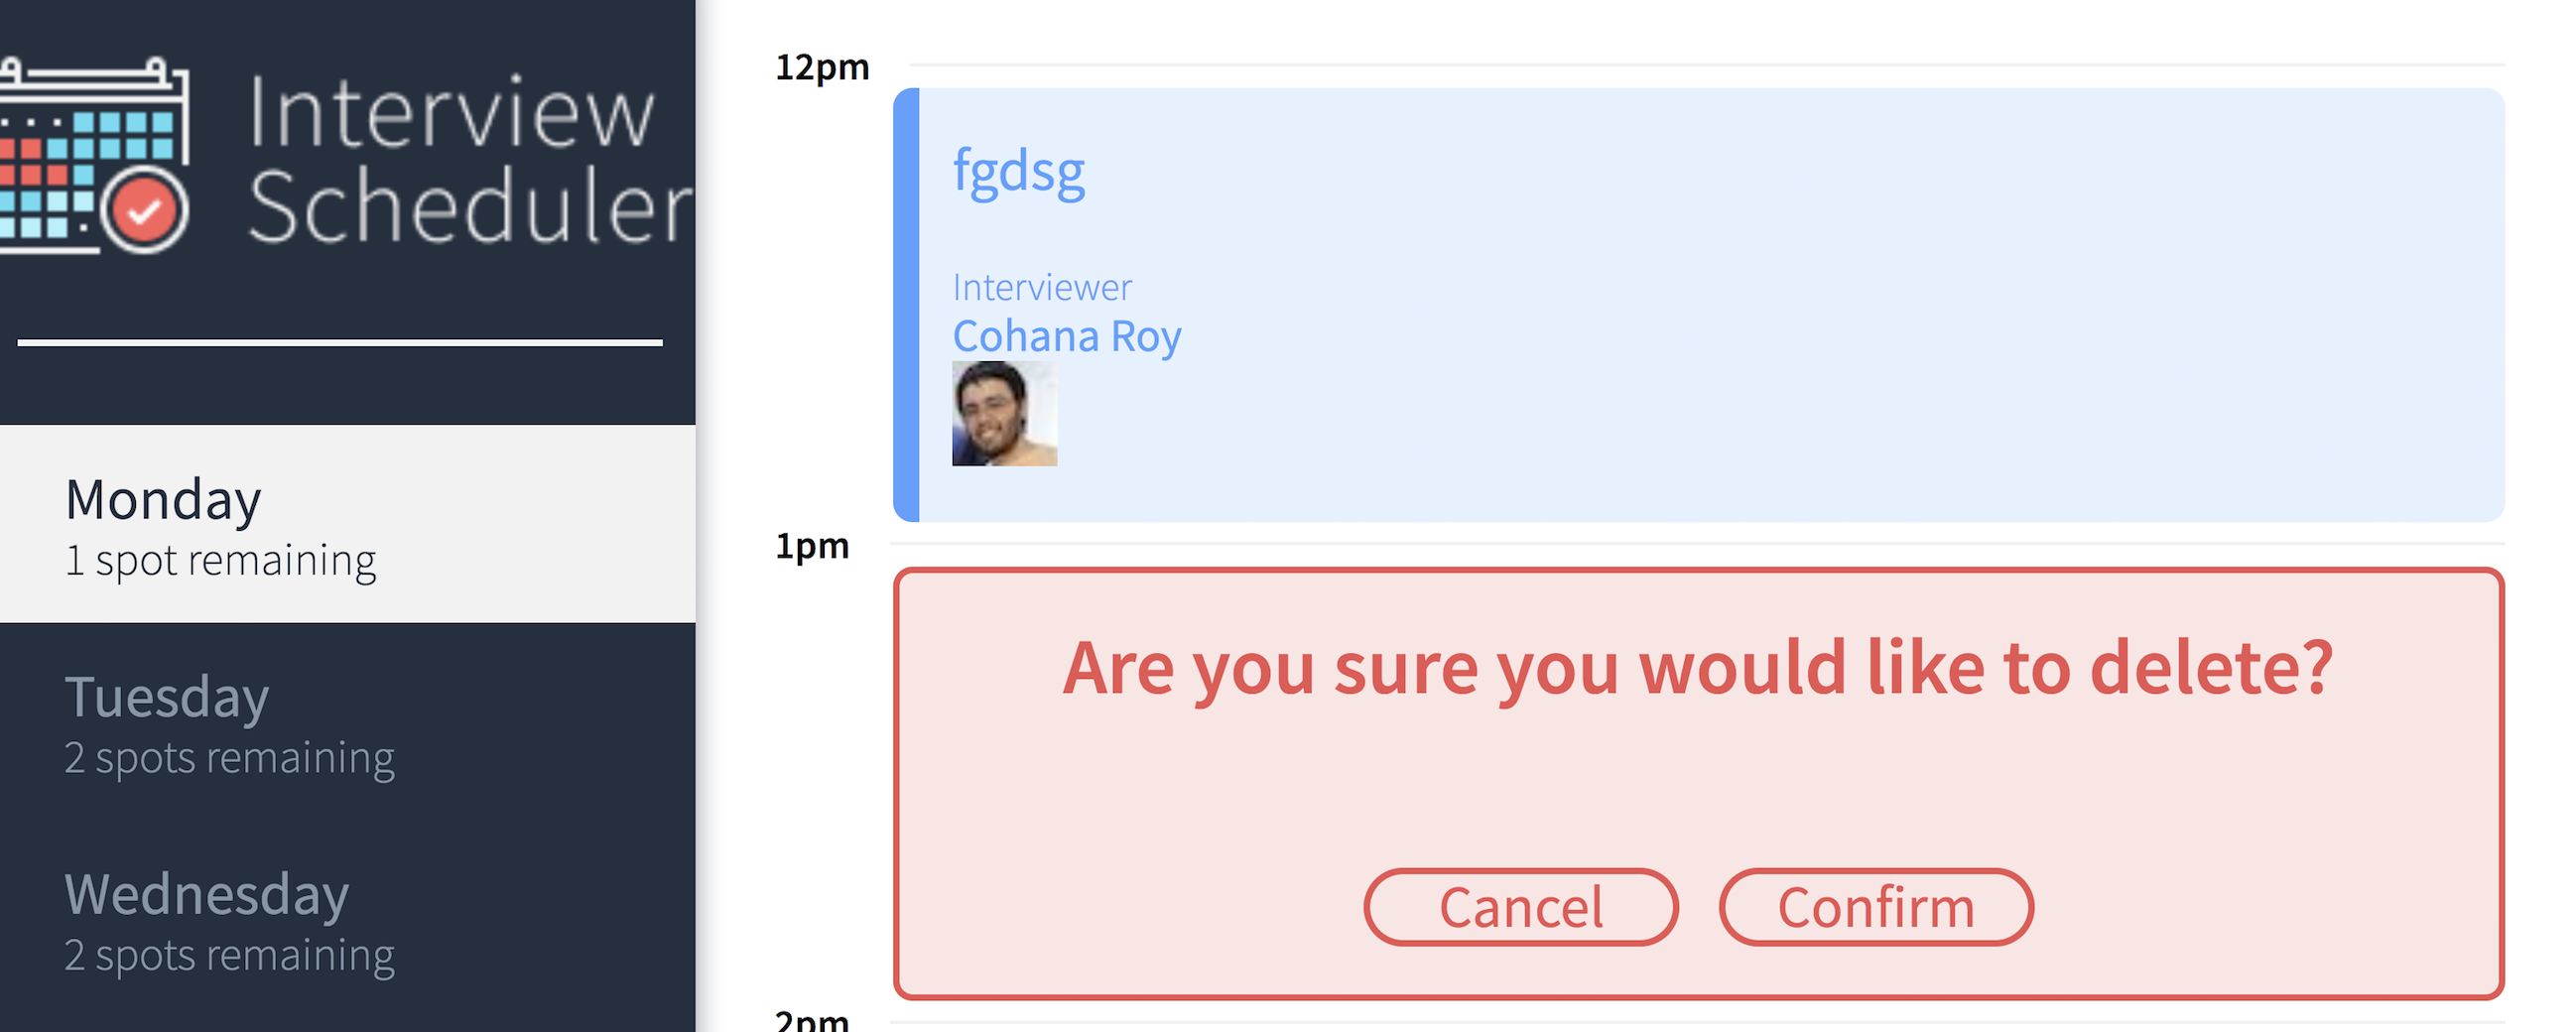 Interview
Scheduler
Monday
1 spot remaining
Tuesday
2 spots remaining
Wednesday
2 spots remaining
12pm
fgdsg
Interviewer
Cohana Roy
1pm
Are you sure you would like to delete?
Cancel
Confirm
2pm